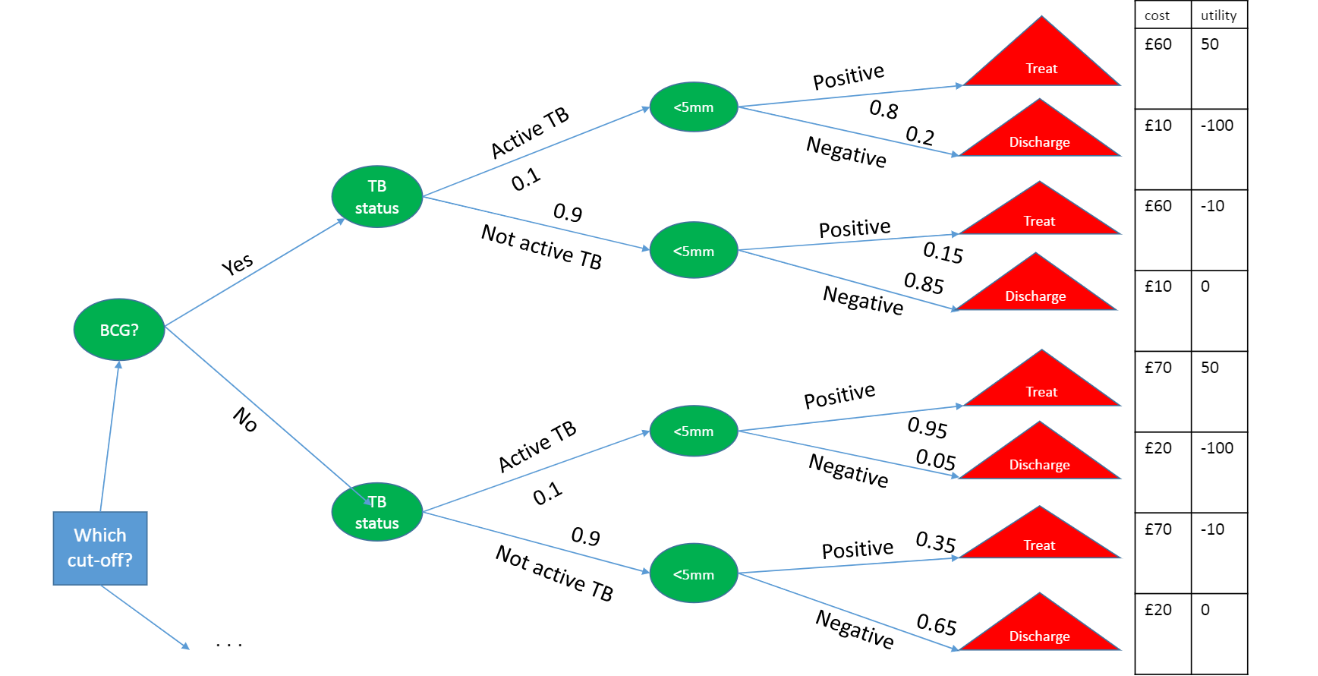 cost utility
£60 50
Positive
Treat
0.8
<5mm
Active TB
0.2
£10 -100
Negative
Discharge
0.1
TB
status
£60 -10
0.9
Positive
Treat
Not active TB
<5mm
0.15
Yes
0.85
£10 0
Negative
Discharge
BCG?
£70 50
Positive
Treat
No
0.95
<5mm
Active TB
£20 -100
0.05
Negative
Discharge
0.1
TB
status
£70 -10
0.9
Positive
0.35
Treat
Which
cut-off?
Not active TB
<5mm
£20 0
0.65
Negative
Discharge
. . .